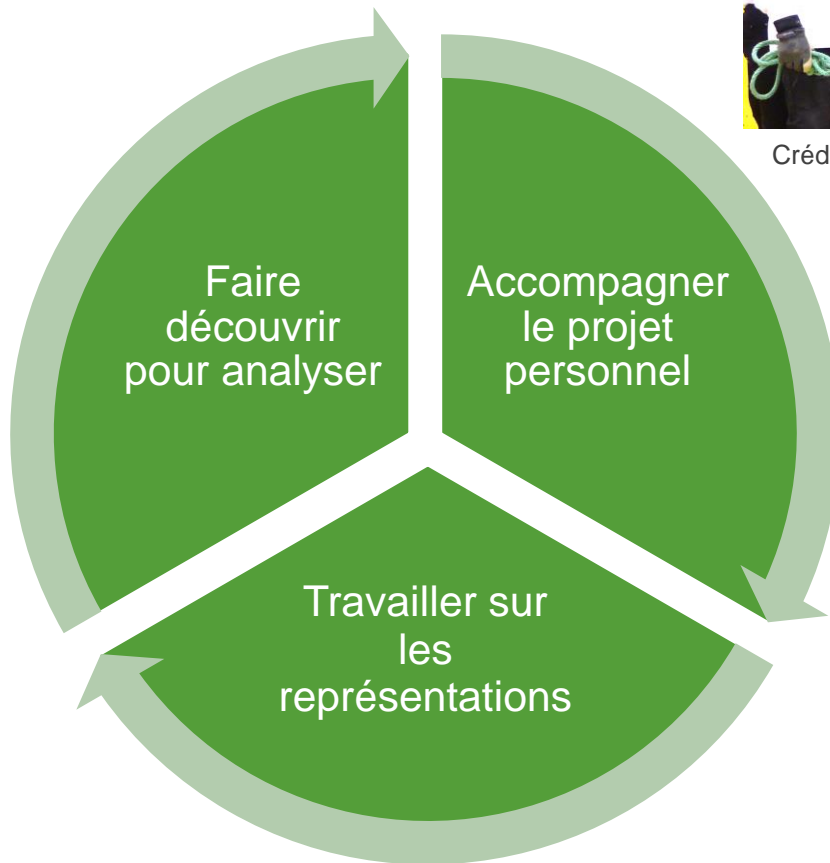 Faire
découvrir
pour analyser
Accompagner
le projet
personnel
Travailler sur
les
représentations
Créd